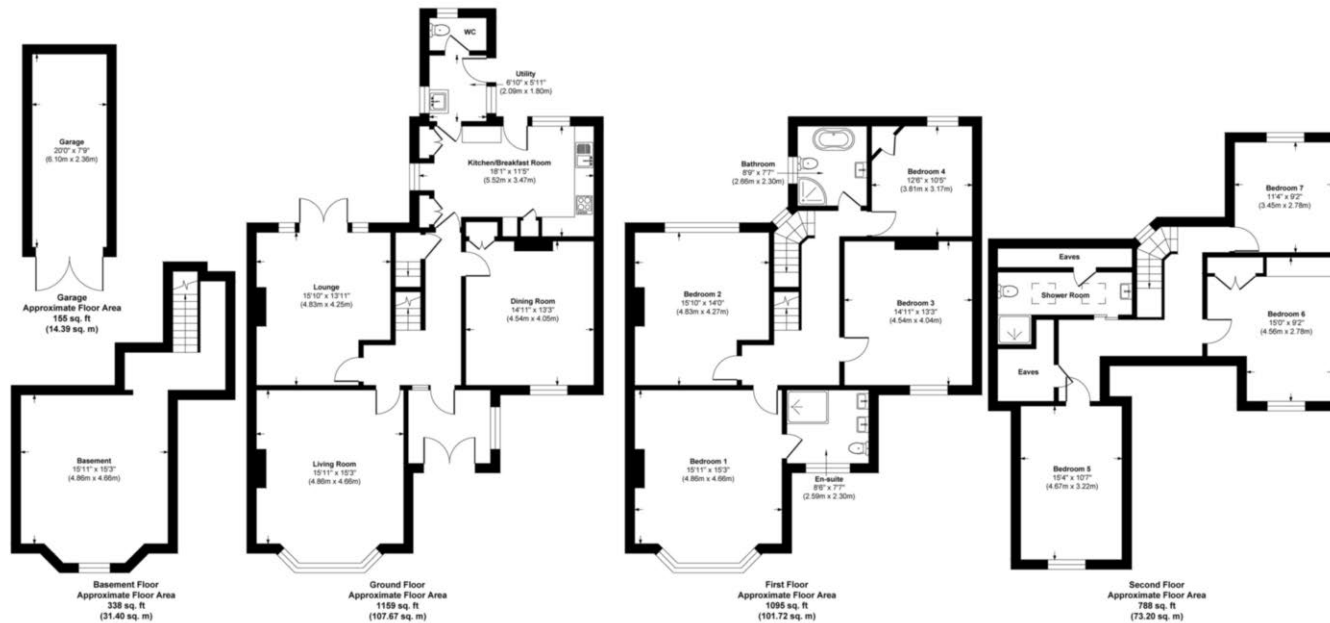 Garage
20'0" x 7'9"
(6.10m x 2.36m)
Garage
Approximate Floor Area
155 sq. ft
(14.39 sq. m)
Basement
15'11" x 15'3"
(4.86m x 4.66m)
Basement Floor
Approximate Floor Area
338 sq. ft
(31.40 sq. m)
WC
Utility
6'10" x 5'11"
(2.09m x 1.80m)
Kitchen/Breakfast Room
18'1" x 11'5"
(5.52m x 3.47m)
Lounge
15'10" x 13'11"
(4.83m x 4.25m)
Dining Room
14'11" x 13'3"
(4.54m x 4.05m)
Living Room
15'11" x 15'3"
(4.86m x 4.66m)
Ground Floor
Approximate Floor Area
1159 sq. ft
(107.67 sq. m)
Bathroom
8'9" x 7'7"
(2.66m x 2.30m)
Bedroom 4
12'6" x 10'5"
(3.81m x 3.17m)
Bedroom 2
15'10" x 14'0"
(4.83m x 4.27m)
Bedroom 3
14'11" x 13'3"
(4.54m x 4.04m)
Bedroom 1
15'11" x 15'3"
(4.86m x 4.66m)
En-suite
8'6" x 7'7"
(2.59m x 2.30m)
First Floor
Approximate Floor Area
1095 sq. ft
(101.72 sq. m)
Bedroom 7
11'4" x 9'2"
(3.45m x 2.78m)
Eaves
Shower Room
Bedroom 6
15'0" x 9'2"
(4.56m x 2.78m)
Eaves
Bedroom 5
15'4" x 10'7"
(4.67m x 3.22m)
Second Floor
Approximate Floor Area
788 sq. ft
(73.20 sq. m)